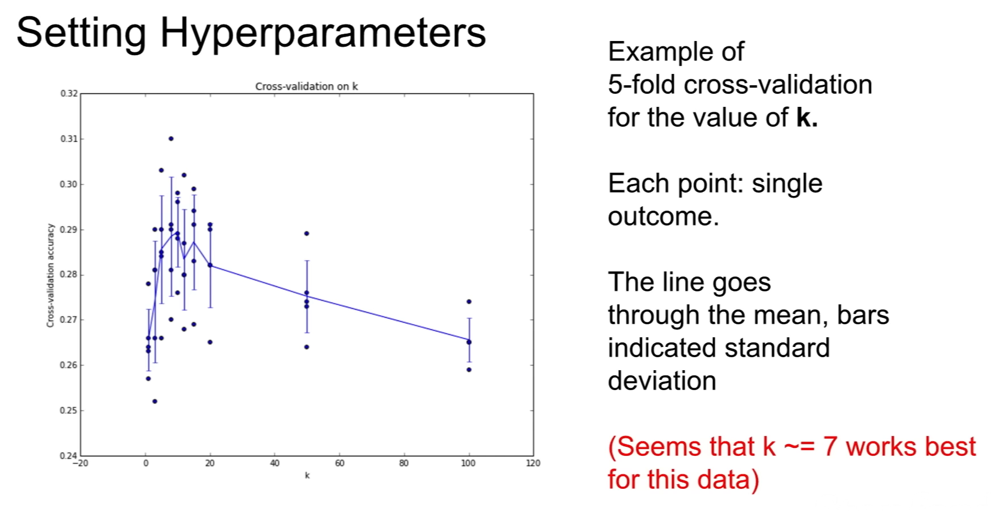 Setting Hyperparameters
Cross-validation on k
0.32
0.31
0.30
0.29
0.28
0.27
0.26
0.25
0.24
Cross-validation accuracy
−20
0
20
40
60
80
100
120
k
Example of
5-fold cross-validation
for the value of k.
Each point: single
outcome.
The line goes
through the mean, bars
indicated standard
deviation
(Seems that k ~= 7 works best
for this data)